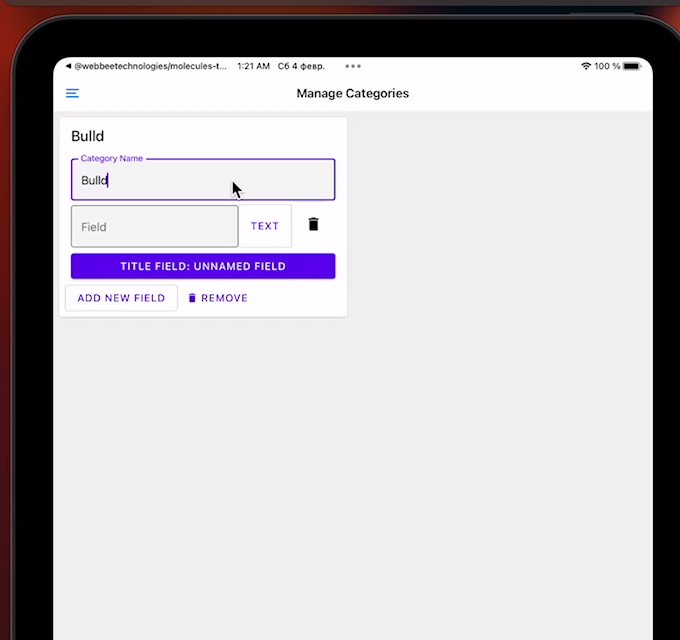 ◀ @webbeetechnologies/molecules-t... 1:21 AM Сб 4 февр. 100 %
Manage Categories
Bulld
Category Name
Bulld
Field TEXT
TITLE FIELD: UNNAMED FIELD
ADD NEW FIELD REMOVE